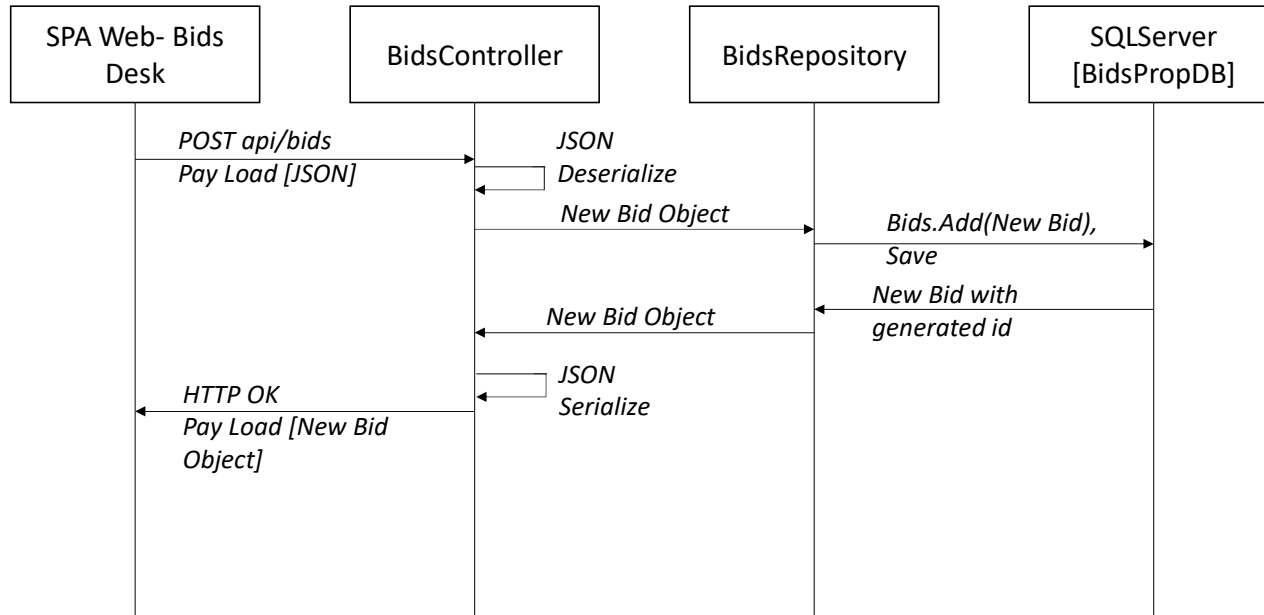 SPA Web- Bids
Desk
BidsController
BidsRepository
SQLServer
[BidsPropDB]
POST api/bids
Pay Load [JSON]
JSON
Deserialize
New Bid Object
Bids.Add(New Bid),
Save
New Bid with
generated id
New Bid Object
JSON
Serialize
HTTP OK
Pay Load [New Bid
Object]